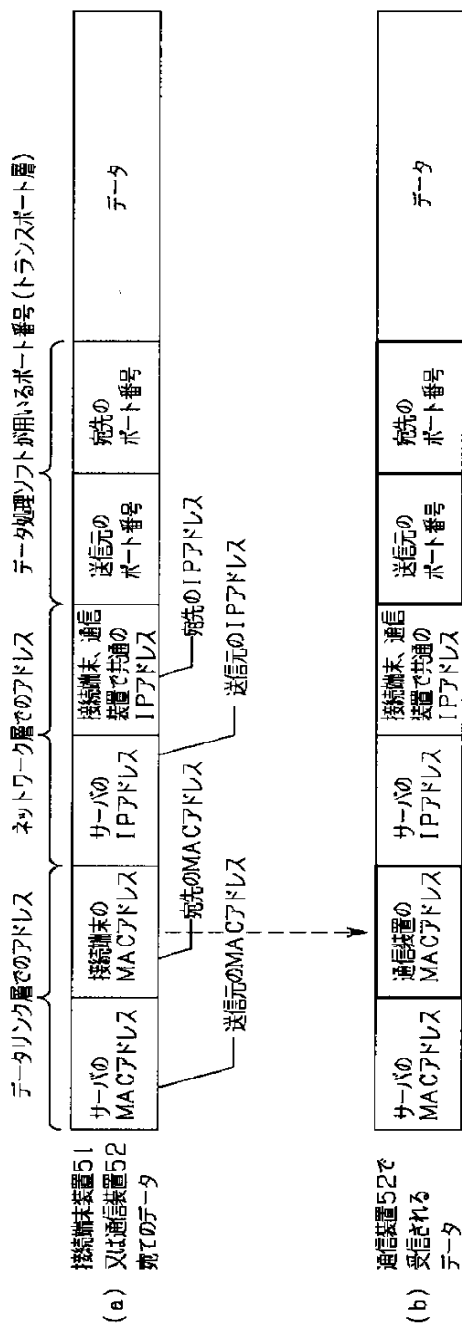 データリンク層でのアドレス
ネットワーク層でのアドレス
データ処理ソフトが用いるポート番号(トランスポート層)
(a)
接続端末装置51
又は通信装置52
宛てのデータ
サーバの
MACアドレス
接続端末の
MACアドレス
サーバの
IPアドレス
接続端末、通信
装置で共通の
IPアドレス
送信元の
ポート番号
宛先の
ポート番号
データ
送信元のMACアドレス
宛先のMACアドレス
送信元のIPアドレス
宛先のIPアドレス
(b)
通信装置52で
受信される
データ
サーバの
MACアドレス
通信装置の
MACアドレス
サーバの
IPアドレス
接続端末、通信
装置で共通の
IPアドレス
送信元の
ポート番号
宛先の
ポート番号
データ